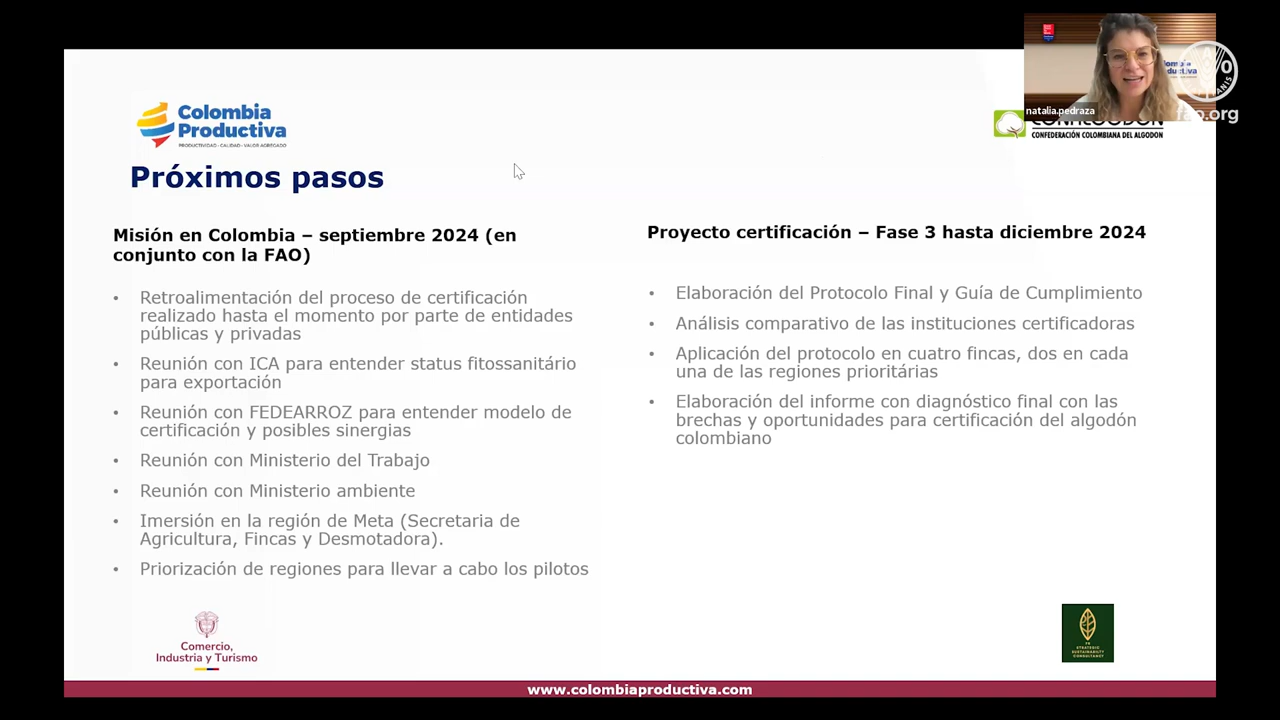 Colombia
Productiva
PRODUCTIVIDAD - CALIDAD - VALOR AGREGADO
natalia.pedraza
fao.org
CONFEDERACIÓN COLOMBIANA DEL ALGODON
Próximos pasos
Misión en Colombia – septiembre 2024 (en
conjunto con la FAO)
• Retroalimentación del proceso de certificación
realizado hasta el momento por parte de entidades
públicas y privadas
• Reunión con ICA para entender status fitossanitário
para exportación
• Reunión con FEDEARROZ para entender modelo de
certificación y posibles sinergias
• Reunión con Ministerio del Trabajo
• Reunión con Ministerio ambiente
• Imersión en la región de Meta (Secretaria de
Agricultura, Fincas y Desmotadora).
• Priorización de regiones para llevar a cabo los pilotos
Proyecto certificación – Fase 3 hasta diciembre 2024
• Elaboración del Protocolo Final y Guía de Cumplimiento
• Análisis comparativo de las instituciones certificadoras
• Aplicación del protocolo en cuatro fincas, dos en cada
una de las regiones prioritárias
• Elaboración del informe con diagnóstico final con las
brechas y oportunidades para certificación del algodón
colombiano
Comercio,
Industria y Turismo
STRATEGIC
SUSTAINABILITY
CONSULTANCY
www.colombiaproductiva.com